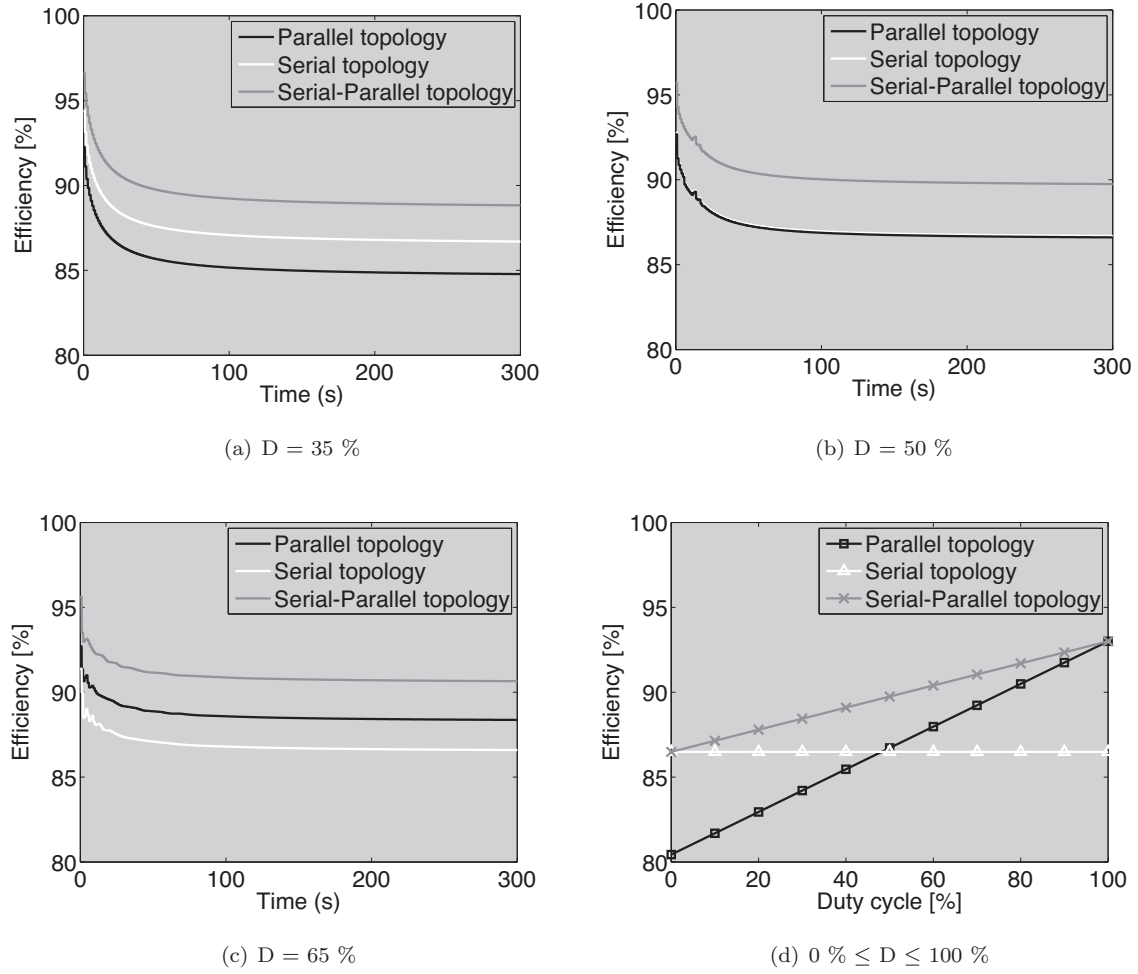 100
95
90
85
80
Efficiency [%]
Parallel topology
Serial topology
Serial-Parallel topology
0 100 200 300
Time (s)
(a) D = 35 %
100
95
90
85
80
Efficiency [%]
Parallel topology
Serial topology
Serial-Parallel topology
0 100 200 300
Time (s)
(b) D = 50 %
100
95
90
85
80
Efficiency [%]
Parallel topology
Serial topology
Serial-Parallel topology
0 100 200 300
Time (s)
(c) D = 65 %
100
95
90
85
80
Efficiency [%]
Parallel topology
Serial topology
Serial-Parallel topology
0 20 40 60 80 100
Duty cycle [%]
(d) 0 % ≤ D ≤ 100 %